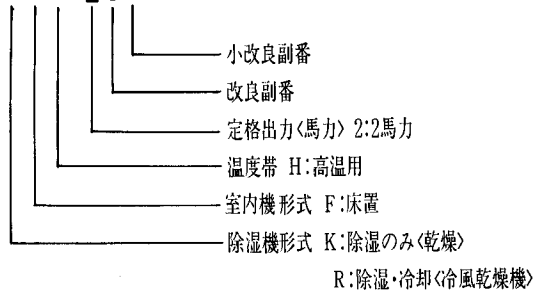 小改良副番
改良副番
定格出力<馬力> 2:2馬力
温度帯 H:高温用
室内機形式 F:床置
除湿機形式 K:除湿のみ<乾燥>
R:除湿・冷却<冷風乾燥機>